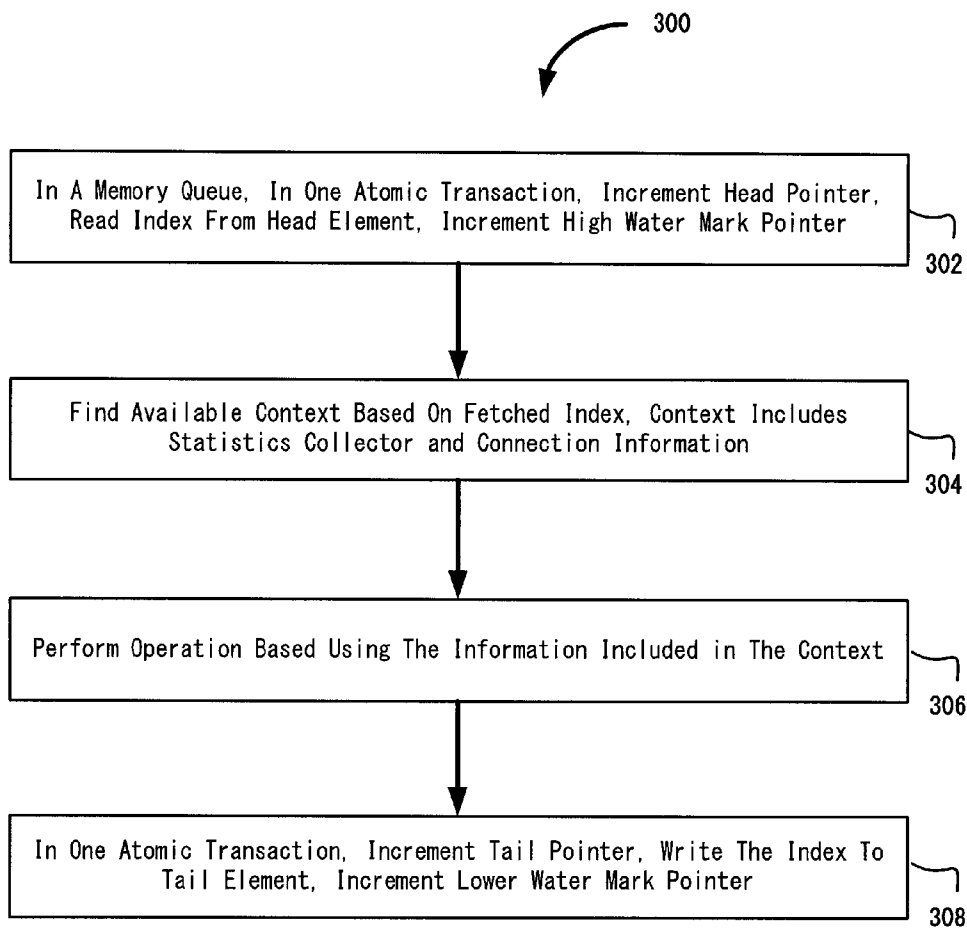 300
In A Memory Queue, In One Atomic Transaction, Increment Head Pointer,
Read Index From Head Element, Increment High Water Mark Pointer
302
Find Available Context Based On Fetched Index, Context Includes
Statistics Collector and Connection Information
304
Perform Operation Based Using The Information Included in The Context
306
In One Atomic Transaction, Increment Tail Pointer, Write The Index To
Tail Element, Increment Lower Water Mark Pointer
308